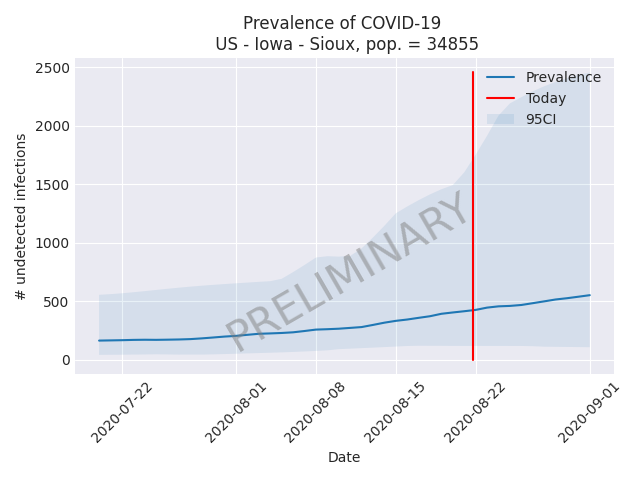 Prevalence of COVID-19
US - Iowa - Sioux, pop. = 34855
# undetected infections
2500
2000
1500
1000
500
0
Prevalence
Today
95CI
PRELIMINARY
2020-07-22
2020-08-01
2020-08-08
2020-08-15
2020-08-22
2020-09-01
Date